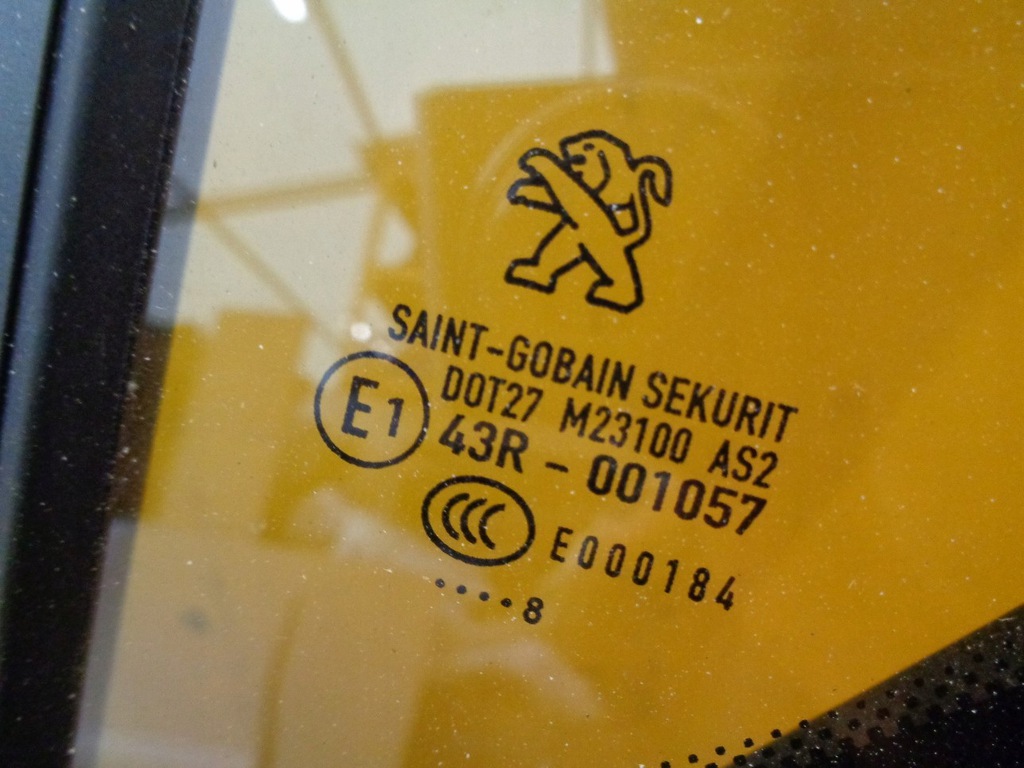 SAINT-GOBAIN SEKURIT
DOT27 M23100 AS2
E1 43R - 001057
CCC E000184
....8